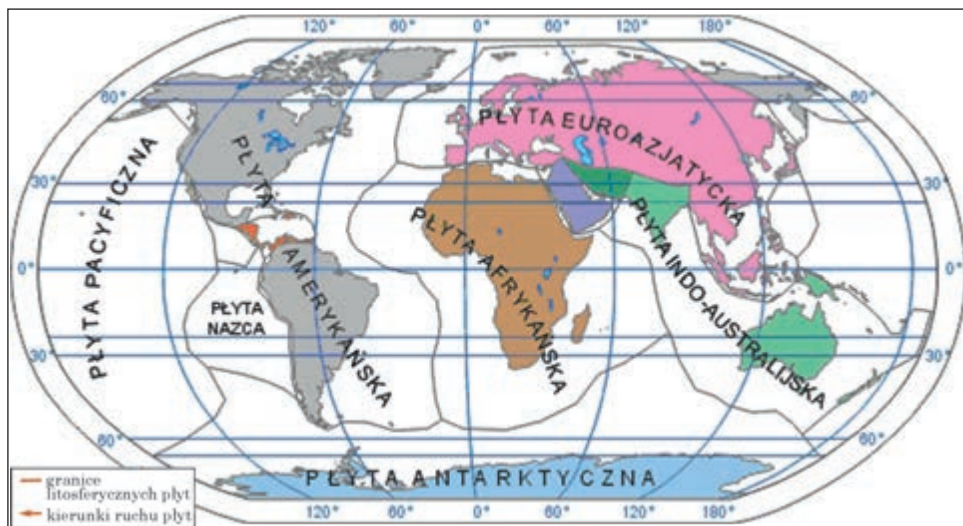 120° 60° 0° 60° 120° 180°
60° 60°
PŁYTA EUROAZJATYCKA
PŁYTA PACYFICZNA
PŁYTA AMERYKAŃSKA
30° 30°
PŁYTA AFRYKAŃSKA
PŁYTA INDO-AUSTRALIJSKA
0° 0°
PŁYTA
NAZCA
30° 30°
60° 60°
PŁYTA ANTARKTYCZNA
granice
litosferycznych płyt
kierunki ruchu płyt
120° 60° 0° 60° 120° 180°